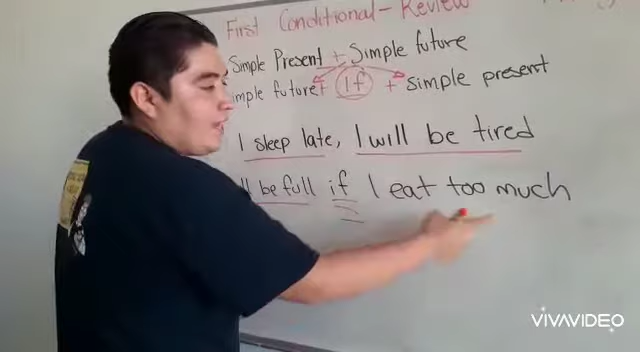 First Conditional - Review
Simple Present + Simple future
imple future + If + simple present
I sleep late, I will be tired
ll be full if I eat too much
VIVAVIDEO